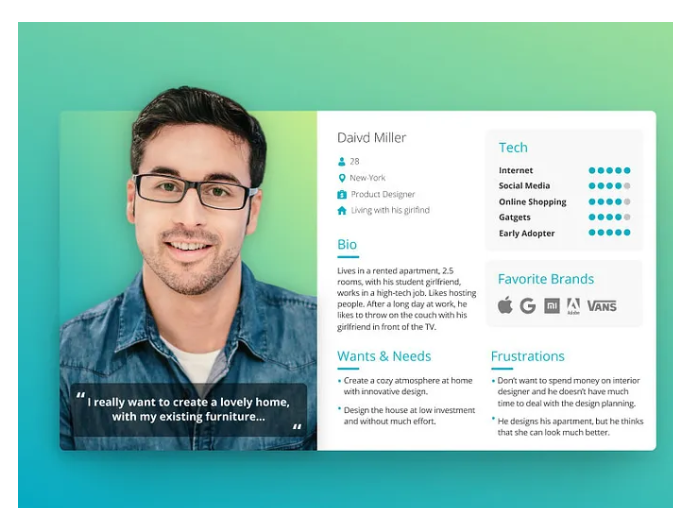 Daivd Miller
28
New-York
Product Designer
Living with his girlfind
Bio
Lives in a rented apartment, 2.5
rooms, with his student girlfriend,
works in a high-tech job. Likes hosting
people. After a long day at work, he
likes to throw on the couch with his
girlfriend in front of the TV.
Tech
Internet
Social Media
Online Shopping
Gatgets
Early Adopter
Favorite Brands
G
mi
Adobe
VANS
Wants & Needs
• Create a cozy atmosphere at home
with innovative design.
• Design the house at low investment
and without much effort.
Frustrations
• Don't want to spend money on interior
designer and he doesn't have much
time to deal with the design planning.
• He designs his apartment, but he thinks
that she can look much better.
“ I really want to create a lovely home,
with my existing furniture... ”